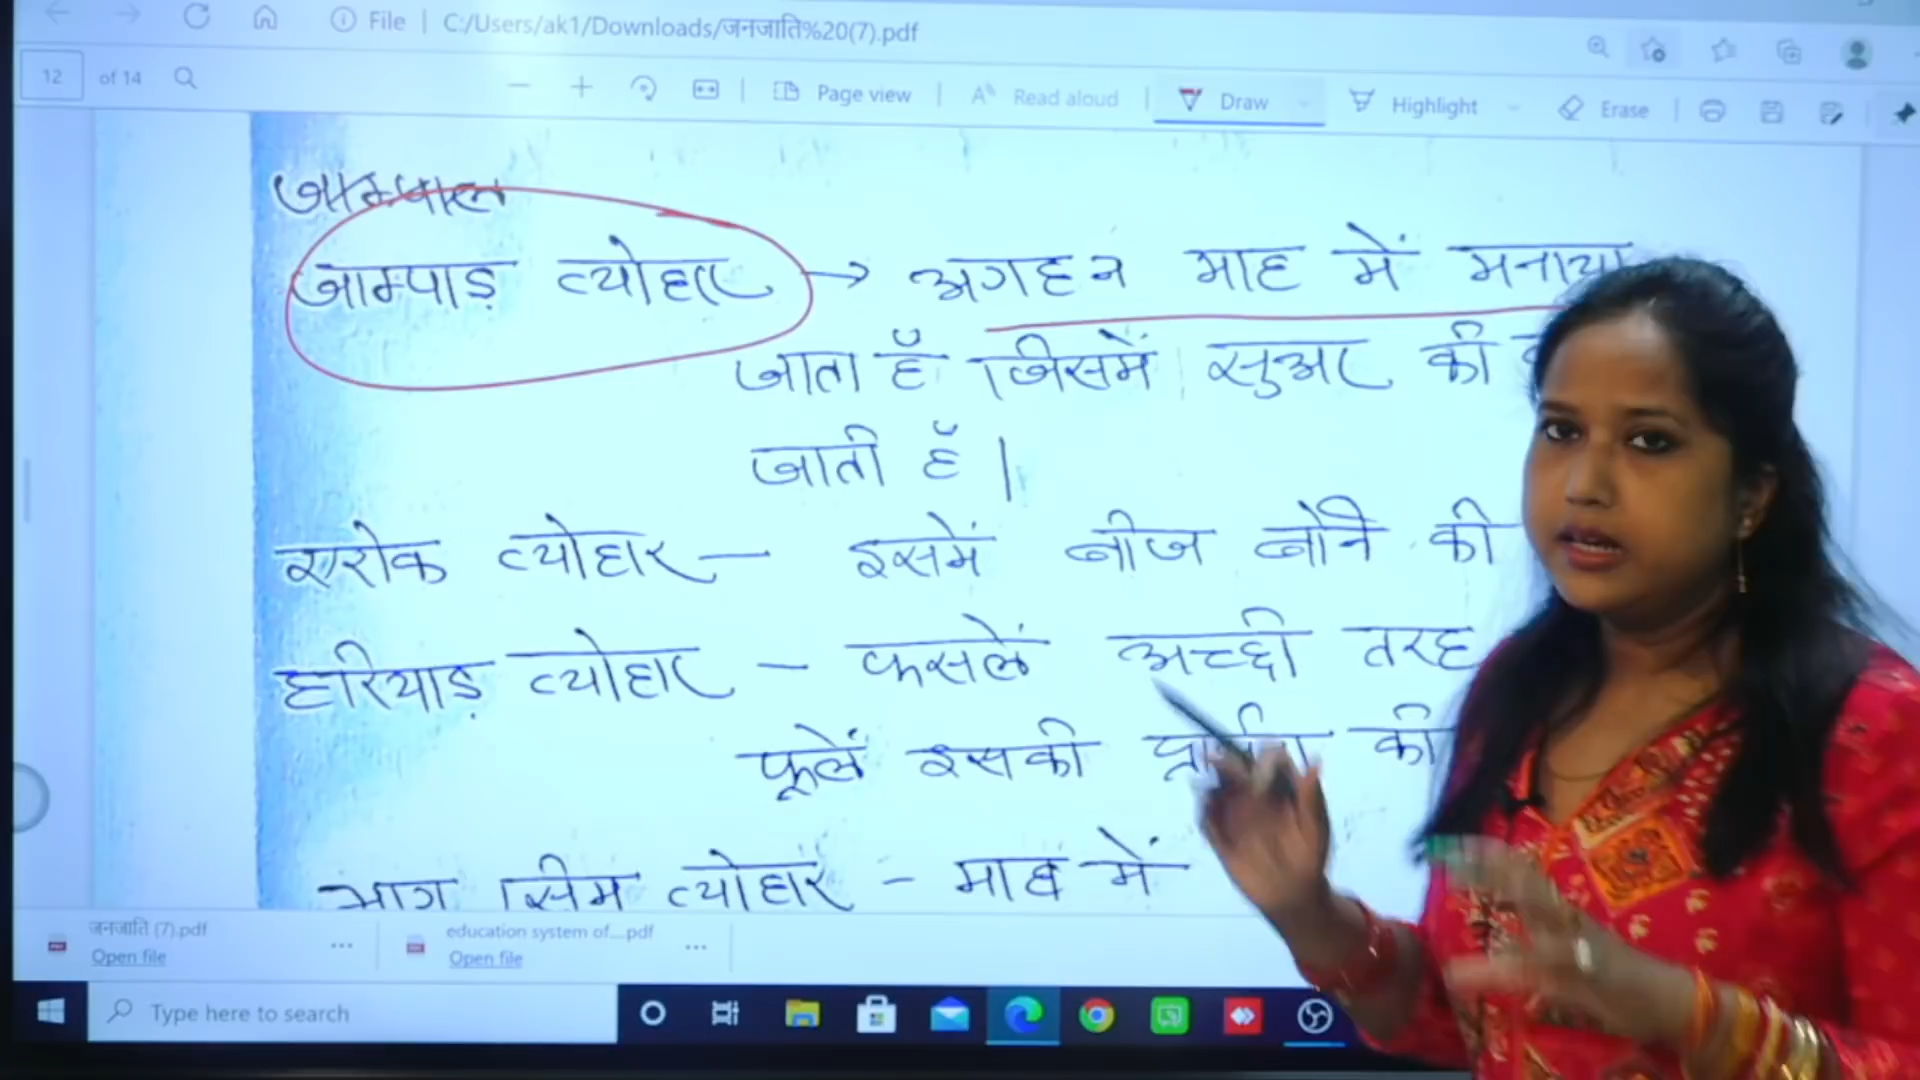 File | C:/Users/ak1/Downloads/जनजाति%20(7).pdf
12 of 14
Page view
Read aloud
Draw
Highlight
Erase
जाम्पाड़ त्योहार → अगहन माह में मनाया
जाता है जिसमें सुअर की
जाती है |
एरोक त्योहार — इसमें बीज बोने की
हरियाड़ त्योहार - फसलें अच्छी तरह
फूलें इसकी की
सिम त्योहार - माघ में
जनजाति (7).pdf
Open file
education system of....pdf
Open file
Type here to search